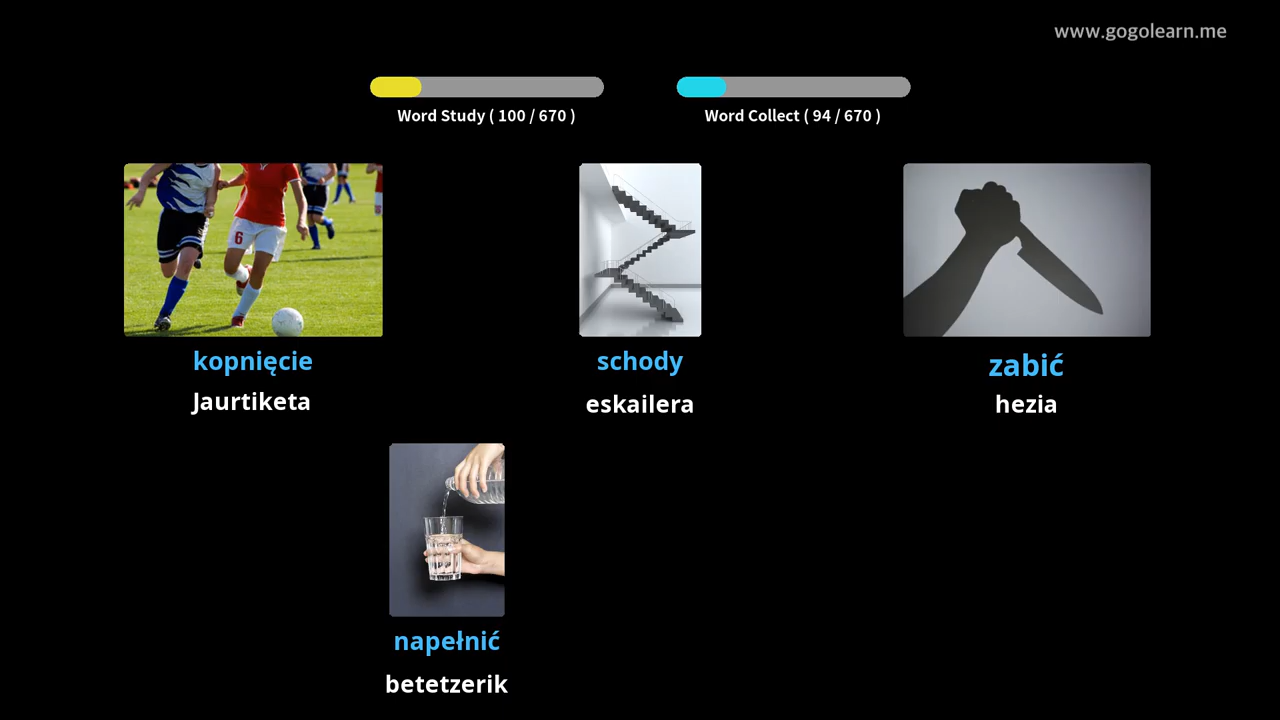 www.gogolearn.me
Word Study ( 100 / 670 )
Word Collect ( 94 / 670 )
kopnięcie
Jaurtiketa
schody
eskailera
zabić
hezia
napełnić
betetzerik
6